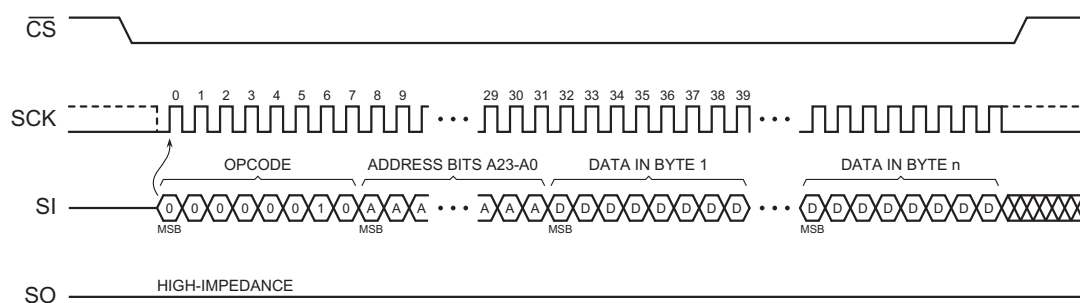 CS
0 1 2 3 4 5 6 7 8 9 29 30 31 32 33 34 35 36 37 38 39
SCK
OPCODE ADDRESS BITS A23-A0 DATA IN BYTE 1 DATA IN BYTE n
SI 0 0 0 0 0 0 1 0 A A A A A A D D D D D D D D D D D D D D D D
MSB MSB MSB MSB
HIGH-IMPEDANCE
SO